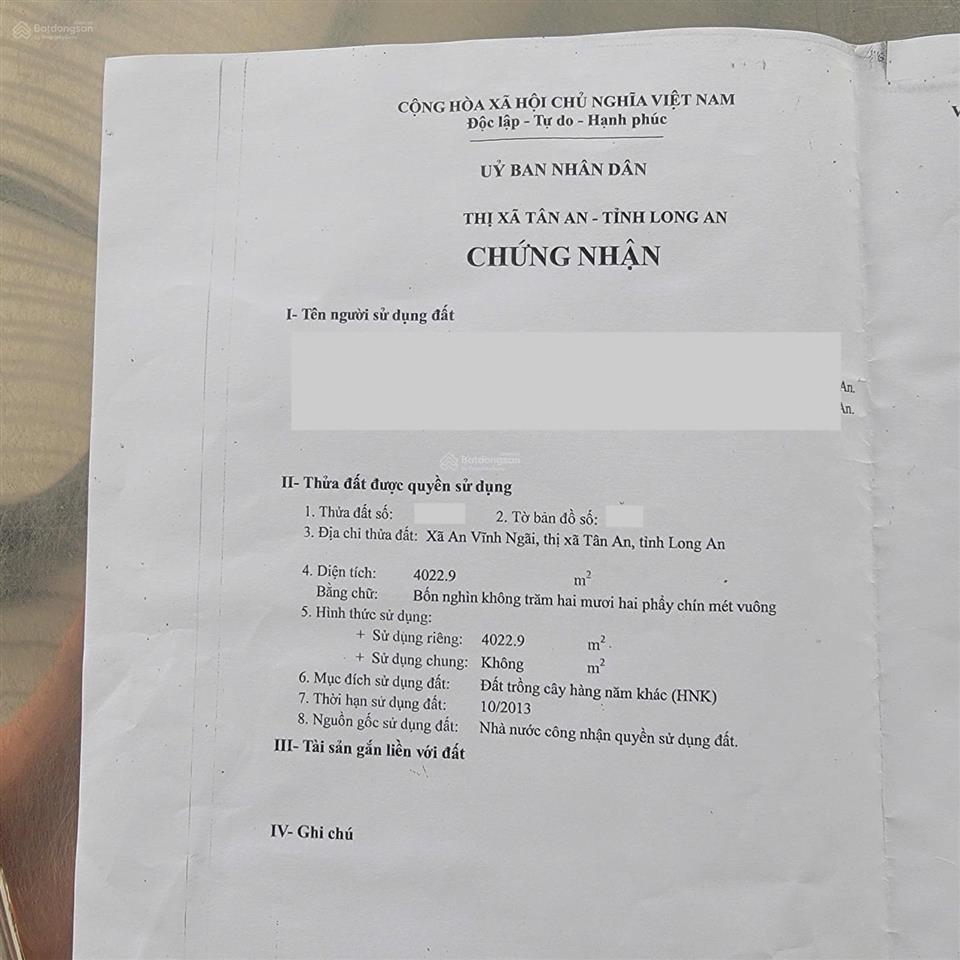 Batdongsan
CỘNG HÒA XÃ HỘI CHỦ NGHĨA VIỆT NAM
Độc lập - Tự do - Hạnh phúc
UỶ BAN NHÂN DÂN
THỊ XÃ TÂN AN - TỈNH LONG AN
CHỨNG NHẬN
I- Tên người sử dụng đất
An.
An.
Batdongsan
II- Thửa đất được quyền sử dụng
1. Thửa đất số: 2. Tờ bản đồ số:
3. Địa chỉ thửa đất: Xã An Vĩnh Ngãi, thị xã Tân An, tỉnh Long An
4. Diện tích: 4022.9 m²
Bằng chữ: Bốn nghìn không trăm hai mươi hai phẩy chín mét vuông
5. Hình thức sử dụng:
+ Sử dụng riêng: 4022.9 m²
+ Sử dụng chung: Không m²
6. Mục đích sử dụng đất: Đất trồng cây hàng năm khác (HNK)
7. Thời hạn sử dụng đất: 10/2013
8. Nguồn gốc sử dụng đất: Nhà nước công nhận quyền sử dụng đất.
III- Tài sản gắn liền với đất
IV- Ghi chú